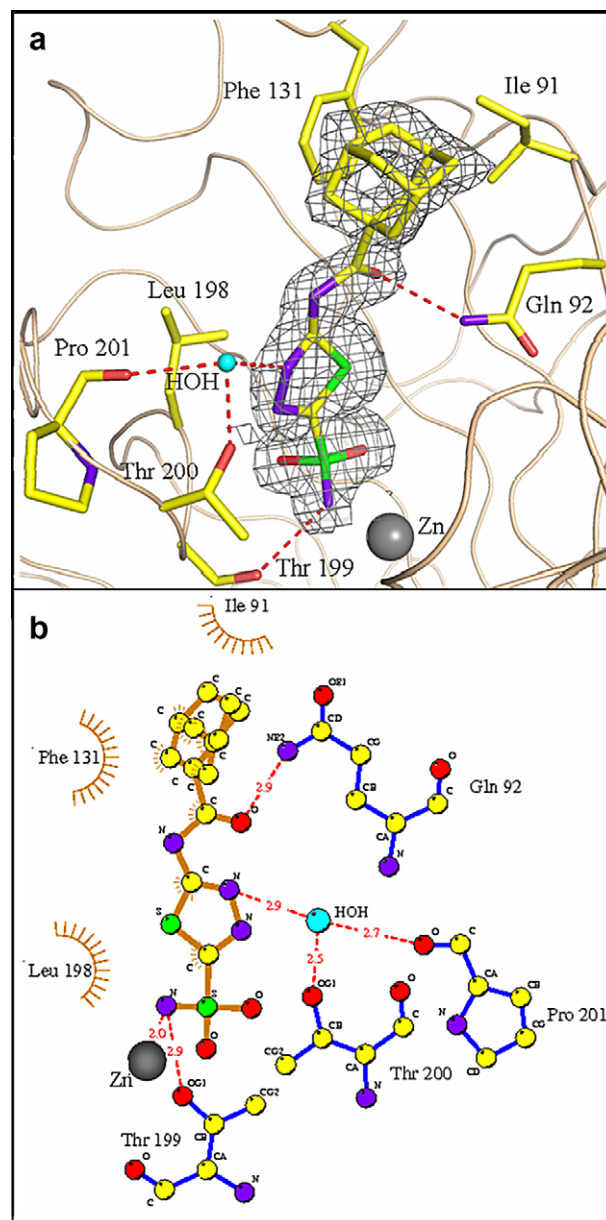 a
Phe 131
Ile 91
Leu 198
Gln 92
Pro 201
HOH
Thr 200
Zn
Thr 199
b
Ile 91
C
C
C
C
C
C
C
C
C
C
OE1
CD
NE2
CG
Phe 131
2.9
O
C
O
Gln 92
CB
C
N
CA
C
N
N
2.9
HOH
S
N
2.7
O
C
C
2.5
Leu 198
OG1
O
CA
CB
N
S
O
CB
C
N
CG
Pro 201
2.0
O
CG2
CA
CD
Zn
2.9
Thr 200
OG1
CG2
N
CB
Thr 199
O
CA
C
N